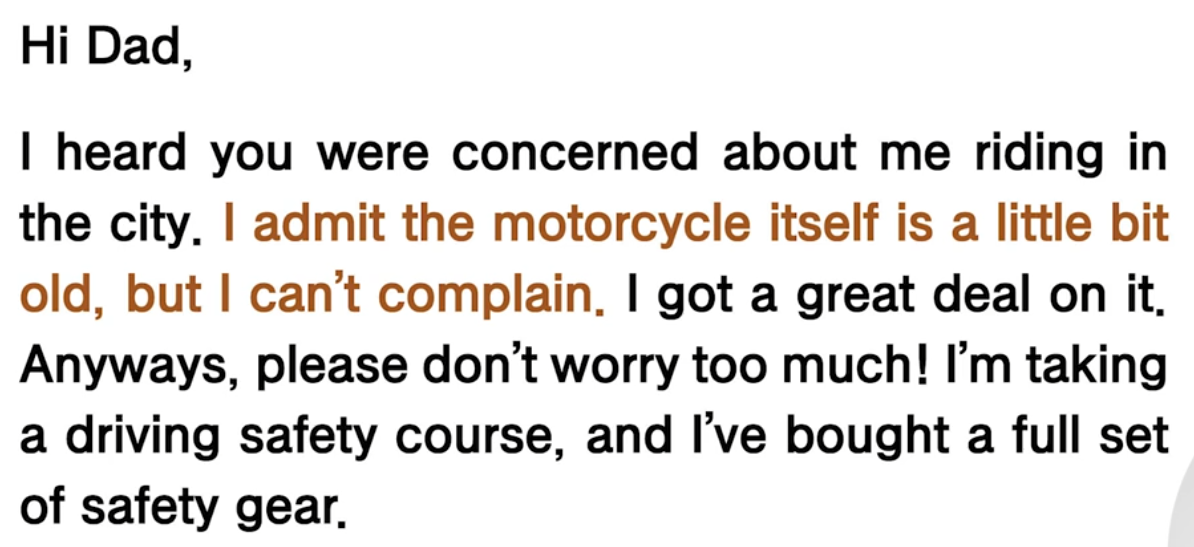 Hi Dad,
I heard you were concerned about me riding in
the city. I admit the motorcycle itself is a little bit
old, but I can’t complain. I got a great deal on it.
Anyways, please don’t worry too much! I’m taking
a driving safety course, and I’ve bought a full set
of safety gear.